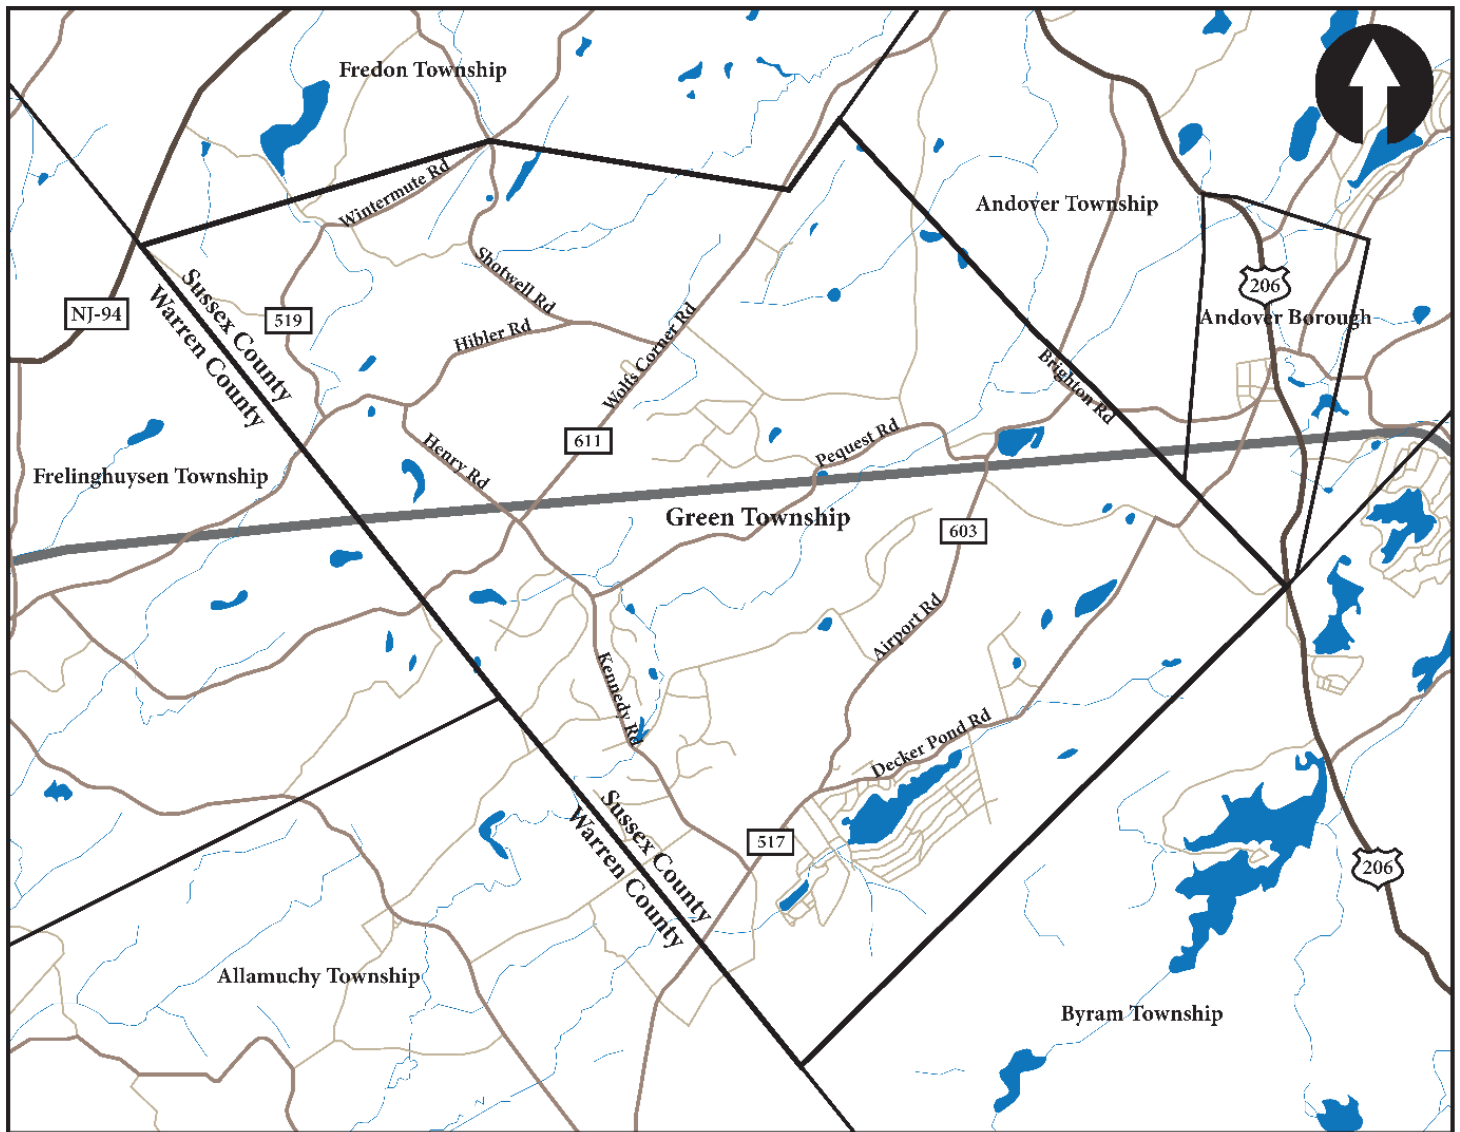 Fredon Township
Wintermute Rd
Andover Township
Shotwell Rd
Sussex County
Warren County
NJ-94
519
206
Andover Borough
Hibler Rd
Wolfs Corner Rd
Brighton Rd
611
Pequest Rd
Henry Rd
Frelinghuysen Township
Green Township
603
Airport Rd
Kennedy Rd
Decker Pond Rd
Sussex County
Warren County
517
206
Allamuchy Township
Byram Township